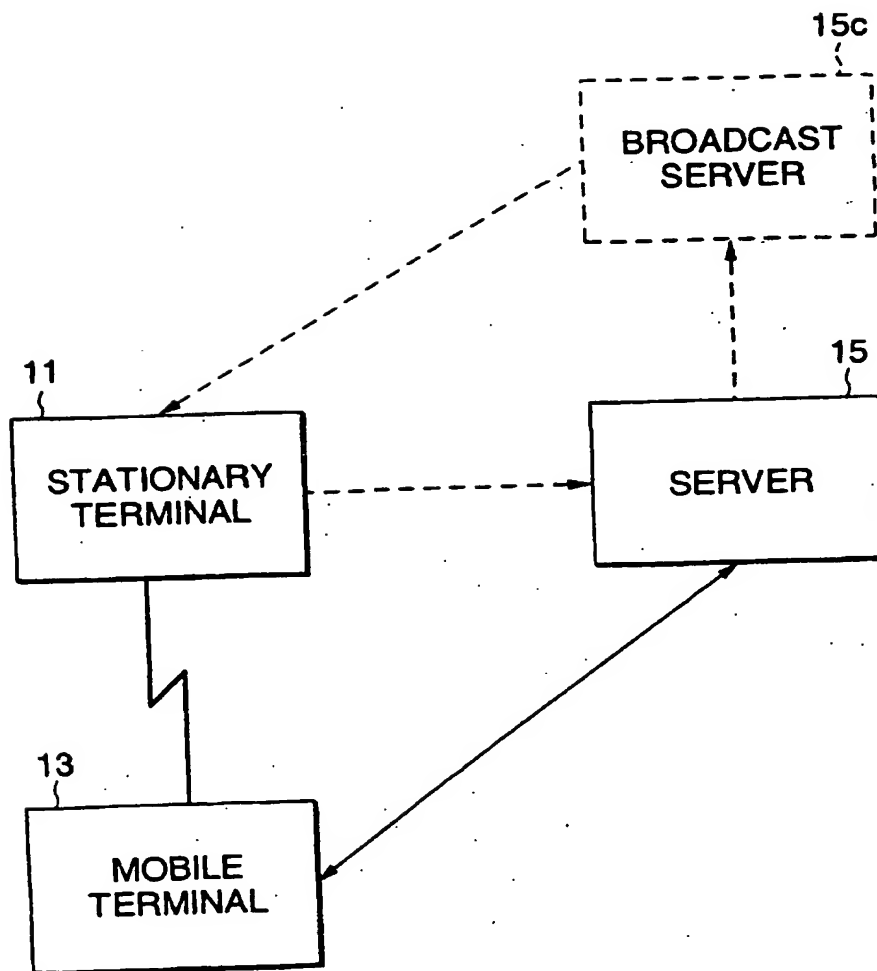 15c
BROADCAST
SERVER
11
15
STATIONARY
TERMINAL
SERVER
13
MOBILE
TERMINAL